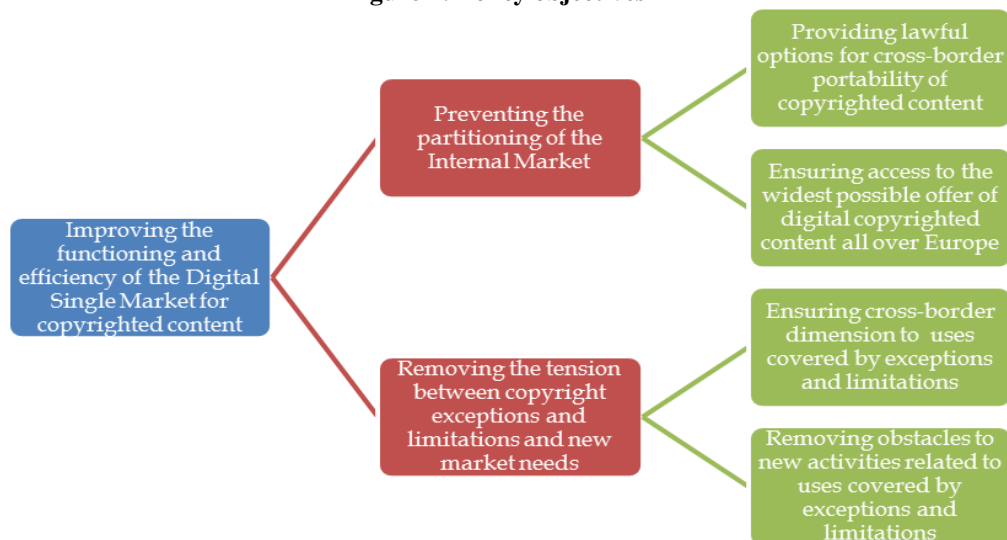 Improving the
functioning and
efficiency of the Digital
Single Market for
copyrighted content
Preventing the
partitioning of the
Internal Market
Removing the tension
between copyright
exceptions and
limitations and new
market needs
Providing lawful
options for cross-border
portability of
copyrighted content
Ensuring access to the
widest possible offer of
digital copyrighted
content all over Europe
Ensuring cross-border
dimension to uses
covered by exceptions
and limitations
Removing obstacles to
new activities related to
uses covered by
exceptions and
limitations